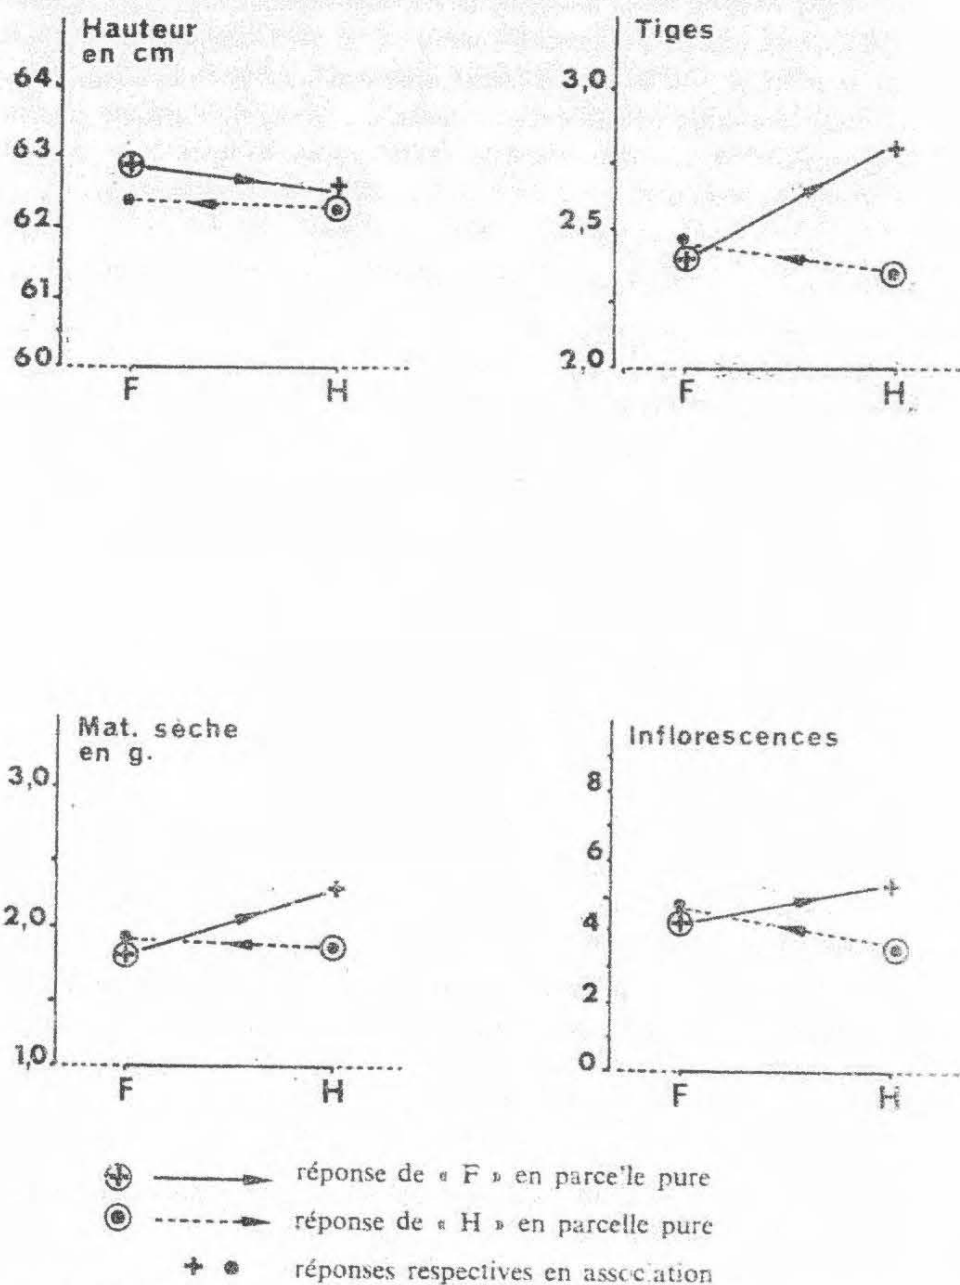 Hauteur
en cm
64
63
62
61
60
F H
Tiges
3,0
2,5
2,0
F H
Mat. sèche
en g.
3,0
2,0
1,0
F H
Inflorescences
8
6
4
2
0
F H
réponse de « F » en parcelle pure
réponse de « H » en parcelle pure
réponses respectives en association